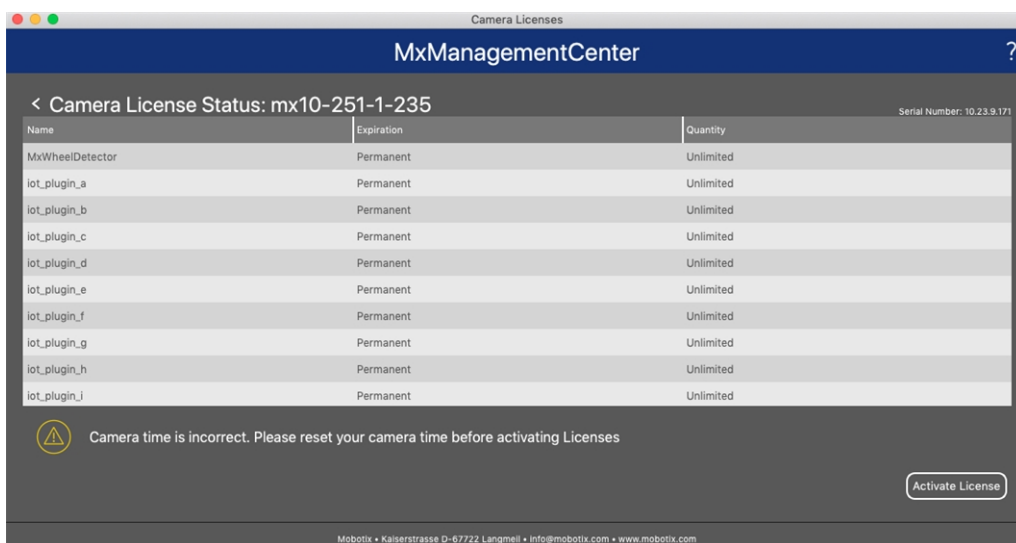 Camera Licenses
MxManagementCenter
?
< Camera License Status: mx10-251-1-235
Serial Number: 10.23.9.171
Name Expiration Quantity
MxWheelDetector Permanent Unlimited
iot_plugin_a Permanent Unlimited
iot_plugin_b Permanent Unlimited
iot_plugin_c Permanent Unlimited
iot_plugin_d Permanent Unlimited
iot_plugin_e Permanent Unlimited
iot_plugin_f Permanent Unlimited
iot_plugin_g Permanent Unlimited
iot_plugin_h Permanent Unlimited
iot_plugin_i Permanent Unlimited
Camera time is incorrect. Please reset your camera time before activating Licenses
Activate License
Mobotix • Kaiserstrasse D-67722 Langmeil • info@mobotix.com • www.mobotix.com